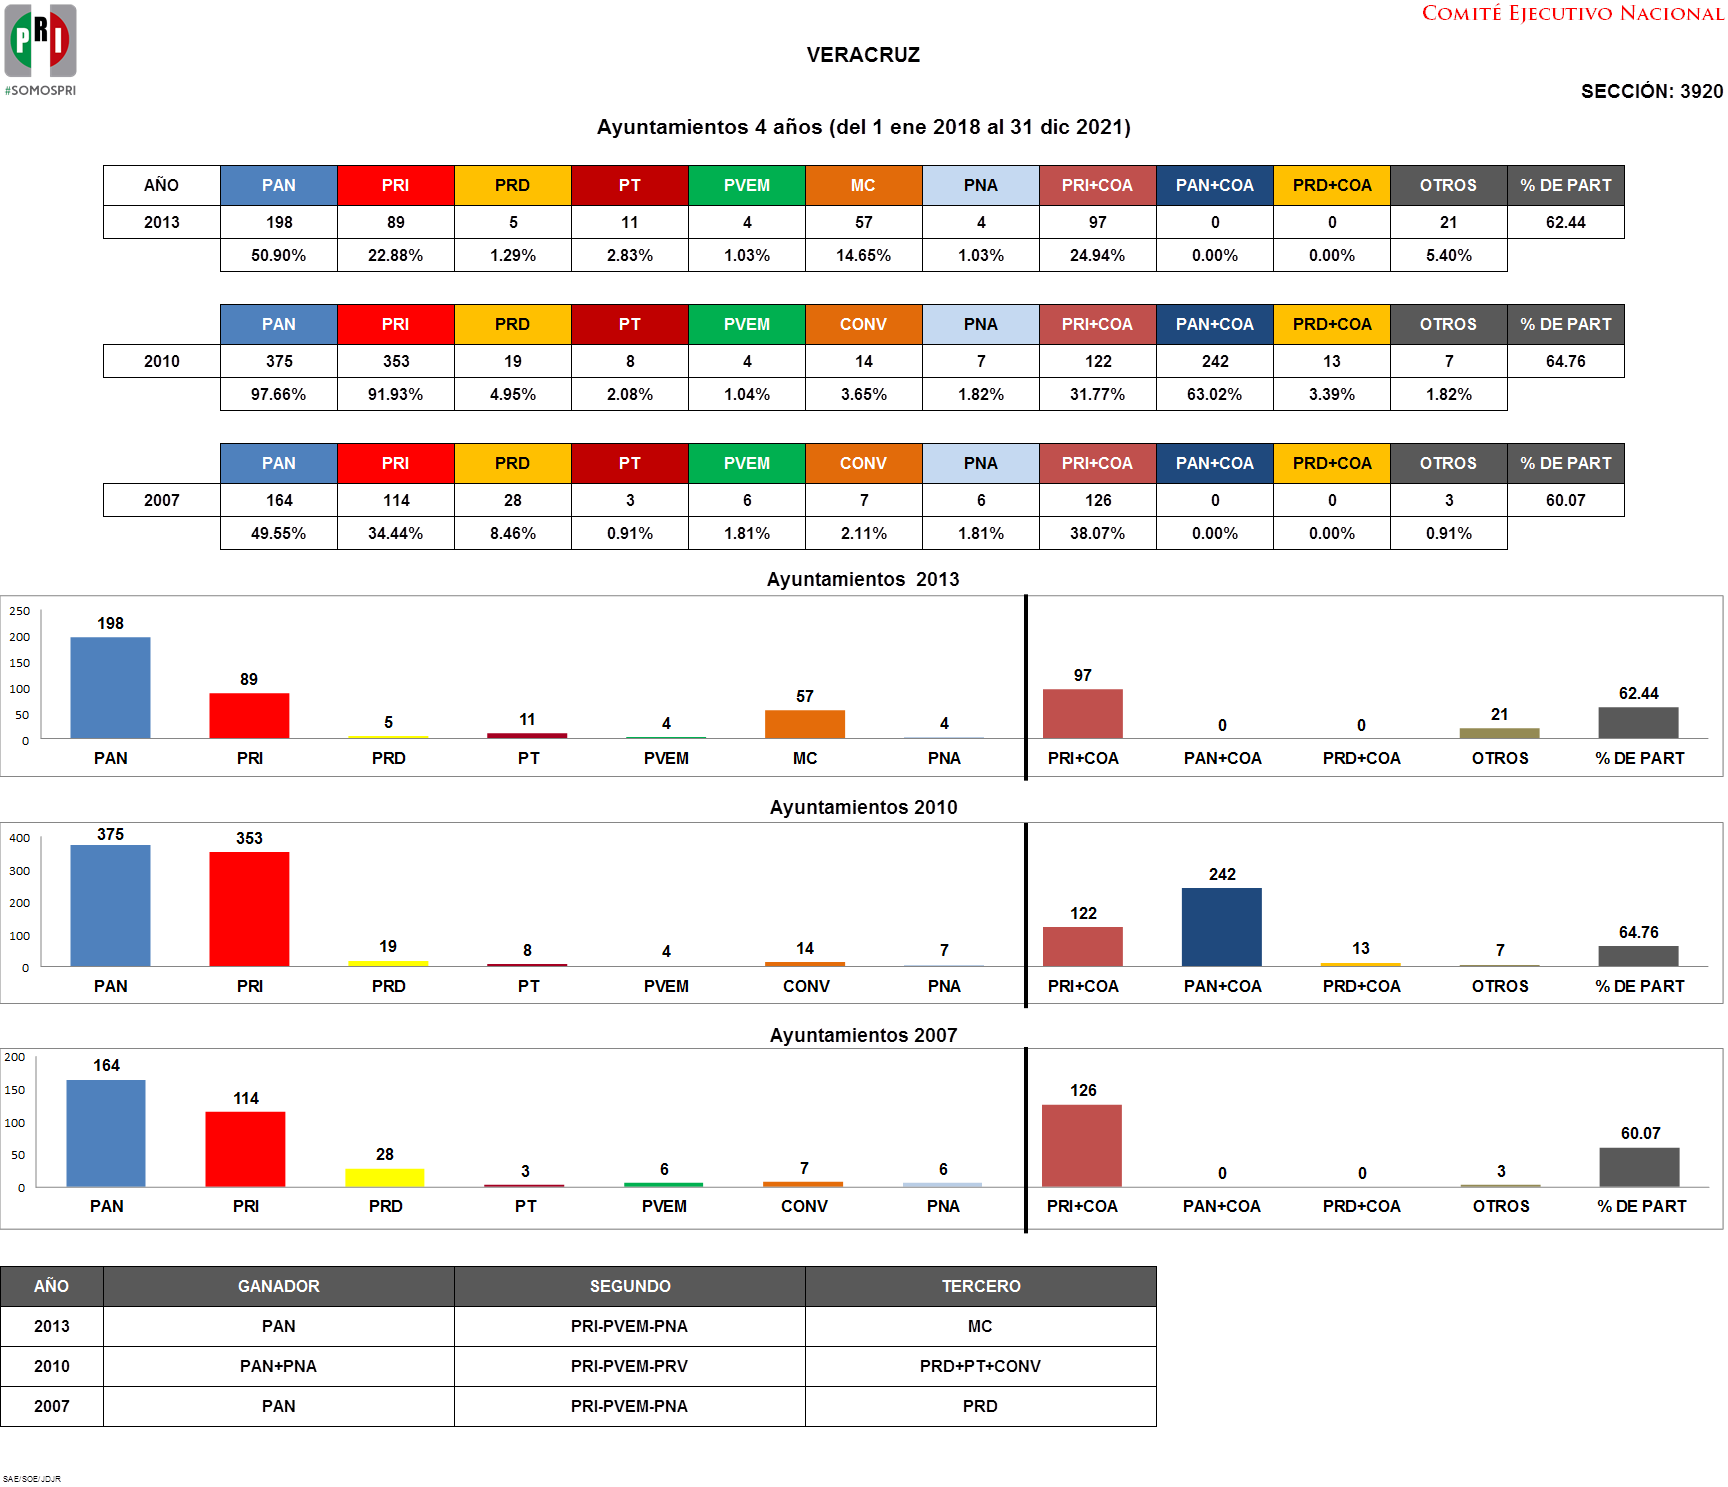 PRI
#SOMOSPRI
COMITÉ EJECUTIVO NACIONAL
VERACRUZ
SECCIÓN: 3920
Ayuntamientos 4 años (del 1 ene 2018 al 31 dic 2021)
AÑO PAN PRI PRD PT PVEM MC PNA PRI+COA PAN+COA PRD+COA OTROS % DE PART
2013 198 89 5 11 4 57 4 97 0 0 21 62.44
50.90% 22.88% 1.29% 2.83% 1.03% 14.65% 1.03% 24.94% 0.00% 0.00% 5.40%
PAN PRI PRD PT PVEM CONV PNA PRI+COA PAN+COA PRD+COA OTROS % DE PART
2010 375 353 19 8 4 14 7 122 242 13 7 64.76
97.66% 91.93% 4.95% 2.08% 1.04% 3.65% 1.82% 31.77% 63.02% 3.39% 1.82%
PAN PRI PRD PT PVEM CONV PNA PRI+COA PAN+COA PRD+COA OTROS % DE PART
2007 164 114 28 3 6 7 6 126 0 0 3 60.07
49.55% 34.44% 8.46% 0.91% 1.81% 2.11% 1.81% 38.07% 0.00% 0.00% 0.91%
Ayuntamientos 2013
250
200
150
100
50
0
198 89 5 11 4 57 4 97 0 0 21 62.44
PAN PRI PRD PT PVEM MC PNA PRI+COA PAN+COA PRD+COA OTROS % DE PART
Ayuntamientos 2010
400
300
200
100
0
375 353 19 8 4 14 7 122 242 13 7 64.76
PAN PRI PRD PT PVEM CONV PNA PRI+COA PAN+COA PRD+COA OTROS % DE PART
Ayuntamientos 2007
200
150
100
50
0
164 114 28 3 6 7 6 126 0 0 3 60.07
PAN PRI PRD PT PVEM CONV PNA PRI+COA PAN+COA PRD+COA OTROS % DE PART
AÑO GANADOR SEGUNDO TERCERO
2013 PAN PRI-PVEM-PNA MC
2010 PAN+PNA PRI-PVEM-PRV PRD+PT+CONV
2007 PAN PRI-PVEM-PNA PRD
SAE/SOE/JDJR